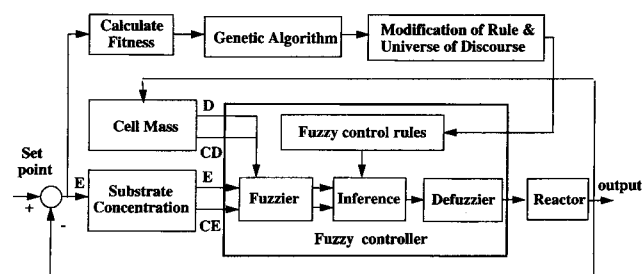 Calculate
Fitness
Genetic Algorithm
Modification of Rule &
Universe of Discourse
Cell Mass
D
CD
Fuzzy control rules
Set
point
E
+
-
Substrate
Concentration
E
CE
Fuzzier
Inference
Defuzzier
Reactor
output
Fuzzy controller